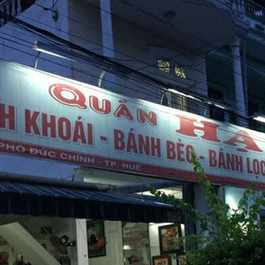 QUÁN HA
H KHOÁI - BÁNH BÈO - BÁNH LỌC
PHÓ ĐỨC CHÍNH - TP. HUẾ